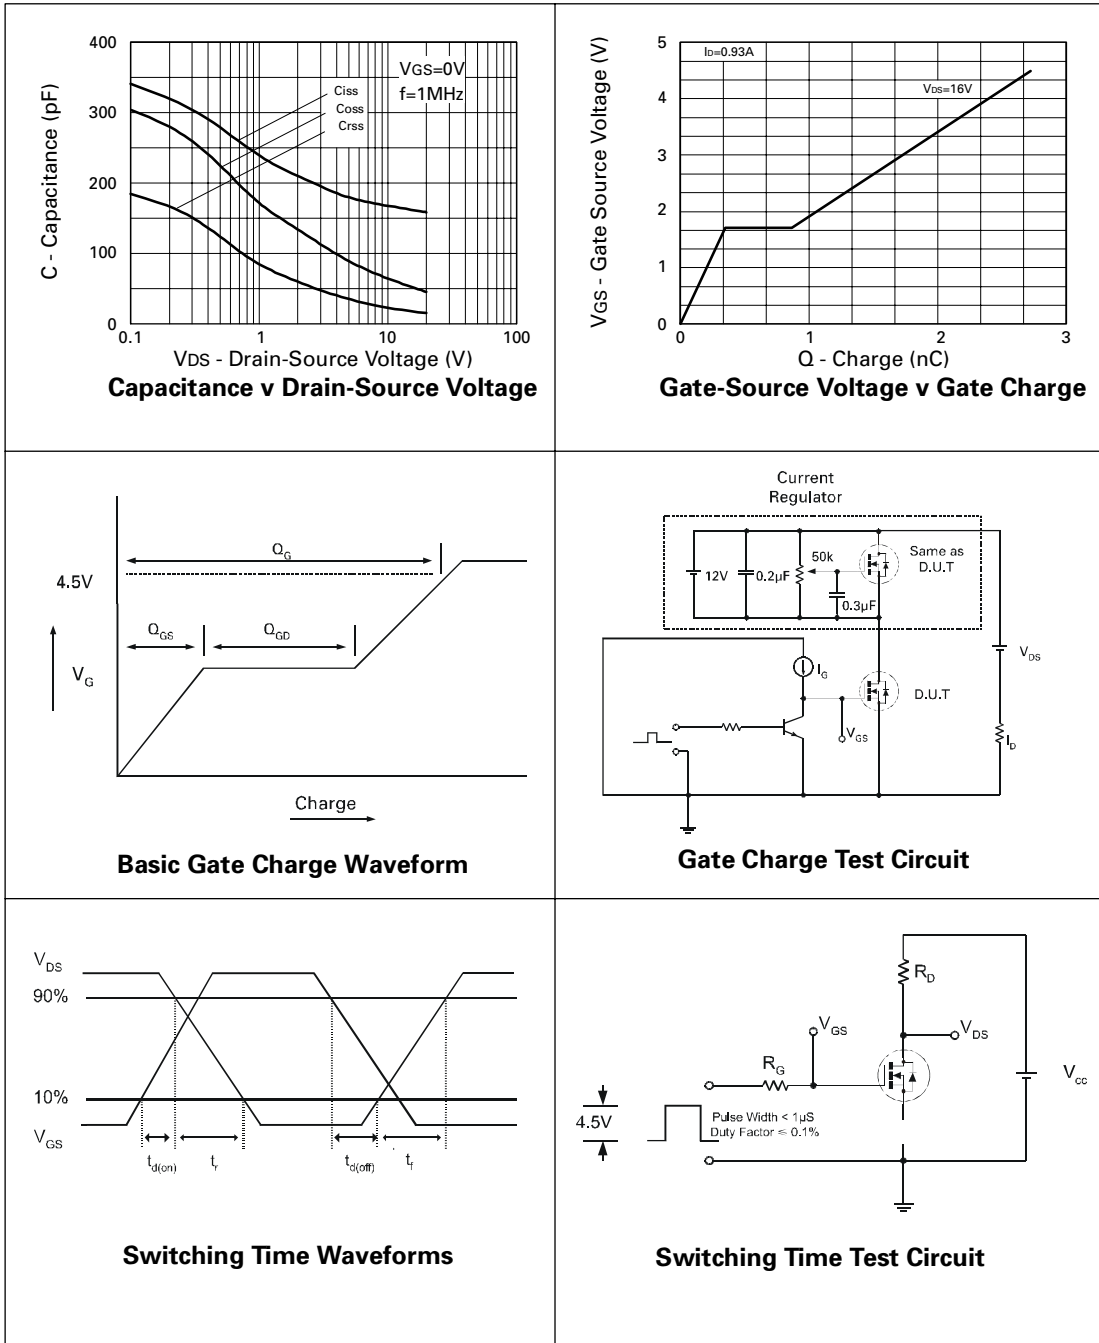 400
300
200
100
0
C - Capacitance (pF)
VGS=0V
f=1MHz
Ciss
Coss
Crss
0.1
1
10
100
VDS - Drain-Source Voltage (V)
Capacitance v Drain-Source Voltage
5
4
3
2
1
0
VGS - Gate Source Voltage (V)
ID=0.93A
VDS=16V
0
1
2
3
Q - Charge (nC)
Gate-Source Voltage v Gate Charge
QG
4.5V
QGS
QGD
VG
Charge
Basic Gate Charge Waveform
Current
Regulator
12V
0.2µF
50k
0.3µF
Same as
D.U.T
VDS
IG
D.U.T
VGS
ID
Gate Charge Test Circuit
VDS
90%
10%
VGS
td(on)
tr
td(off)
tf
Switching Time Waveforms
RD
VGS
VDS
RG
Vcc
4.5V
Pulse Width < 1µS
Duty Factor ≤ 0.1%
Switching Time Test Circuit